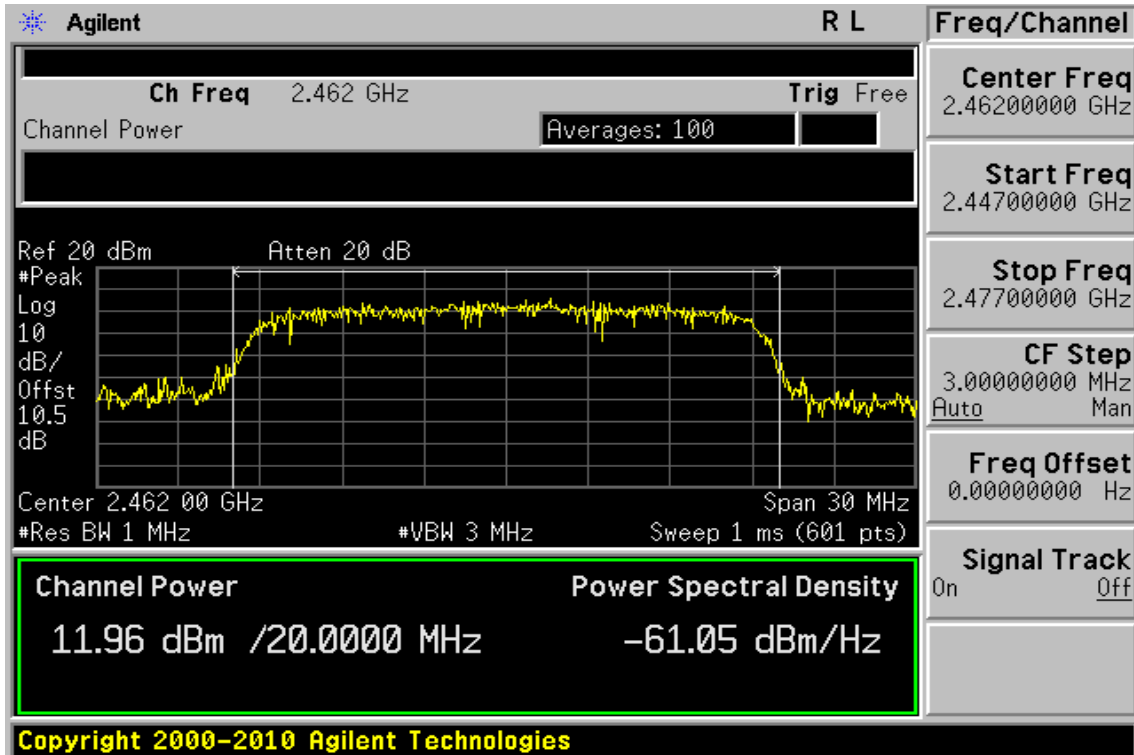 Agilent
R L
Freq/Channel
Ch Freq 2.462 GHz
Trig Free
Channel Power
Averages: 100
Ref 20 dBm
Atten 20 dB
#Peak
Log
10
dB/
Offst
10.5
dB
Center 2.462 00 GHz
Span 30 MHz
#Res BW 1 MHz
#VBW 3 MHz
Sweep 1 ms (601 pts)
Channel Power
Power Spectral Density
11.96 dBm /20.0000 MHz
-61.05 dBm/Hz
Center Freq
2.46200000 GHz
Start Freq
2.44700000 GHz
Stop Freq
2.47700000 GHz
CF Step
3.00000000 MHz
Auto Man
Freq Offset
0.00000000 Hz
Signal Track
On Off
Copyright 2000-2010 Agilent Technologies